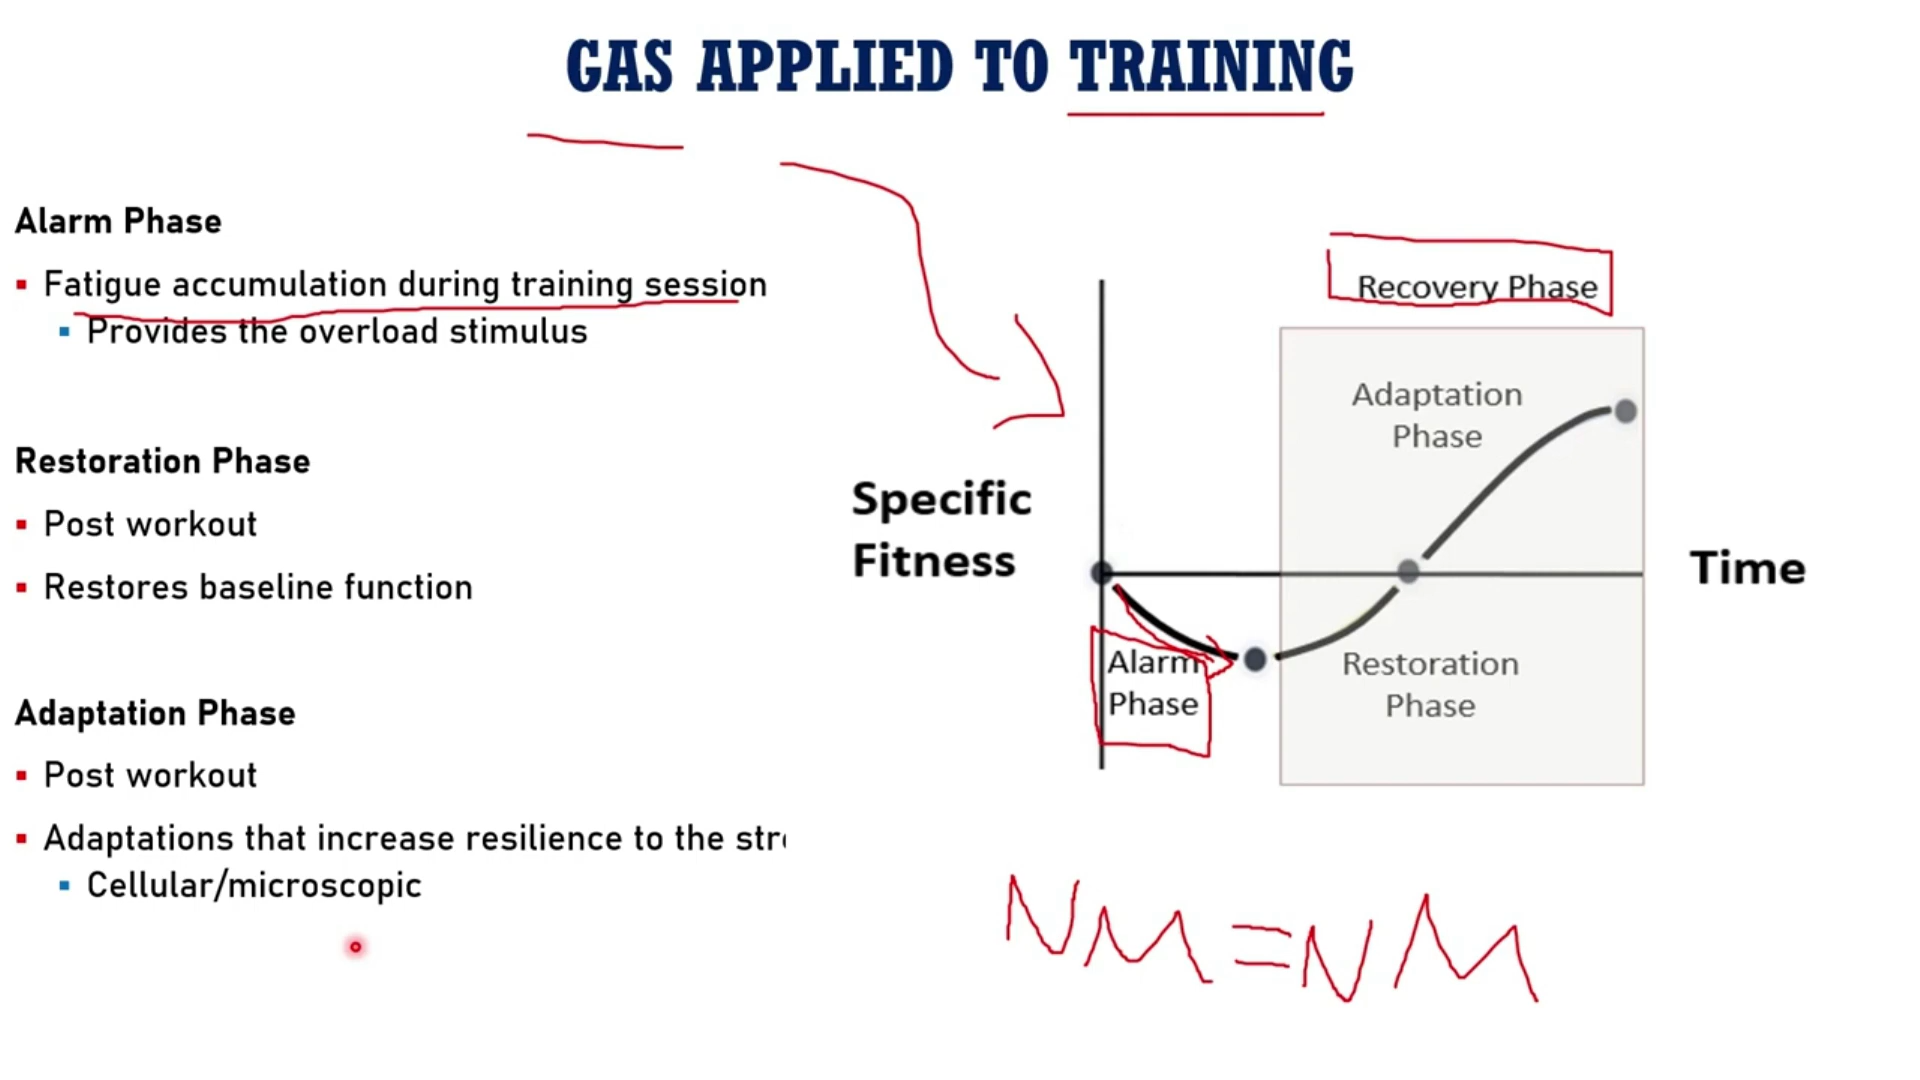 GAS APPLIED TO TRAINING
Alarm Phase
Fatigue accumulation during training session
Provides the overload stimulus
Restoration Phase
Post workout
Restores baseline function
Adaptation Phase
Post workout
Adaptations that increase resilience to the
Cellular/microscopic
Recovery Phase
Adaptation
Phase
Specific
Fitness
Time
Alarm
Phase
Restoration
Phase
NM=NM